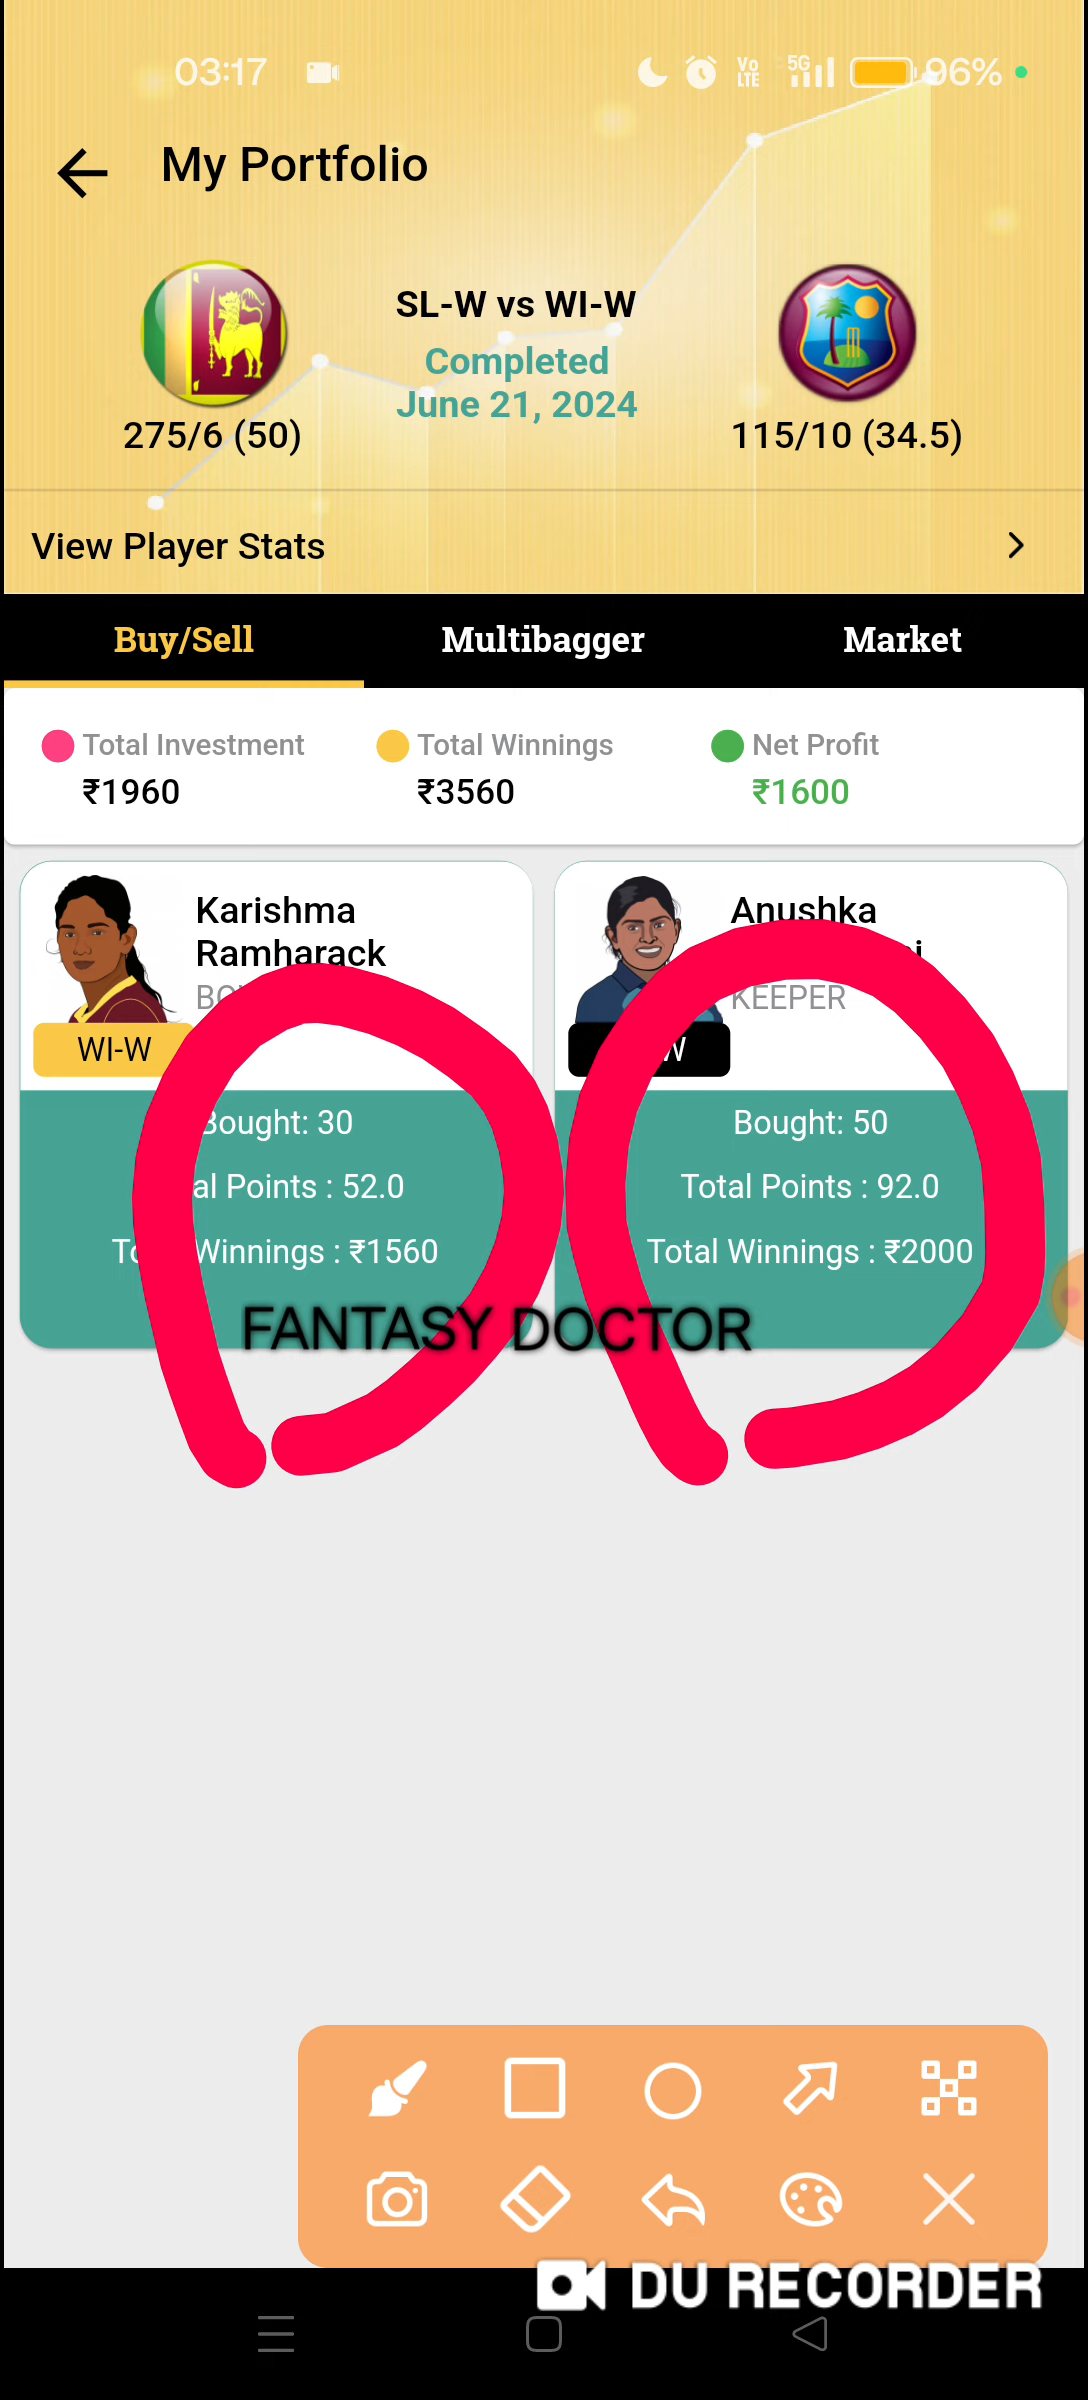 03:17 Vo LTE 5G 96%
My Portfolio
SL-W vs WI-W
Completed
June 21, 2024
275/6 (50) 115/10 (34.5)
View Player Stats
Buy/Sell Multibagger Market
Total Investment Total Winnings Net Profit
₹1960 ₹3560 ₹1600
Karishma
Ramharack
WI-W
Bought: 30
Points : 52.0
Winnings : ₹1560
Anushka
KEEPER
Bought: 50
Total Points : 92.0
Total Winnings : ₹2000
FANTASY DOCTOR
DU RECORDER